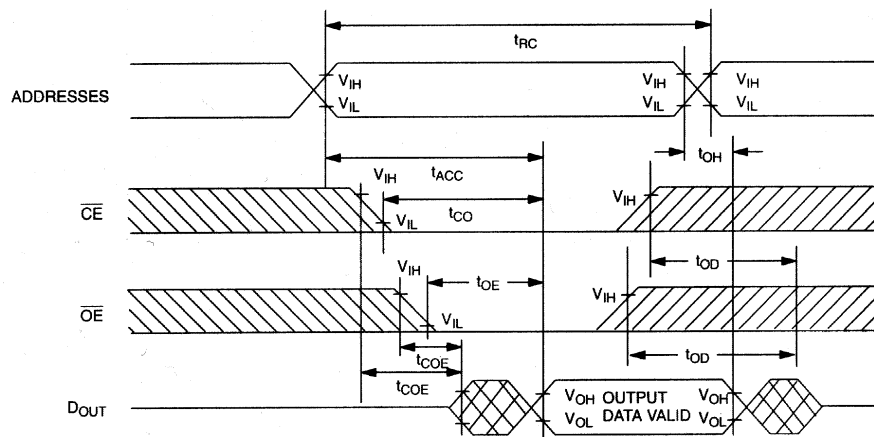 tRC
ADDRESSES
VIH
VIL
VIH
VIL
VIH
VIL
tOH
tACC
VIH
CE
tCO
VIL
VIH
tOD
VIH
OE
tOE
VIL
VIH
tOD
tCOE
tCOE
DOUT
VOH OUTPUT VOH
VOL DATA VALID VOL